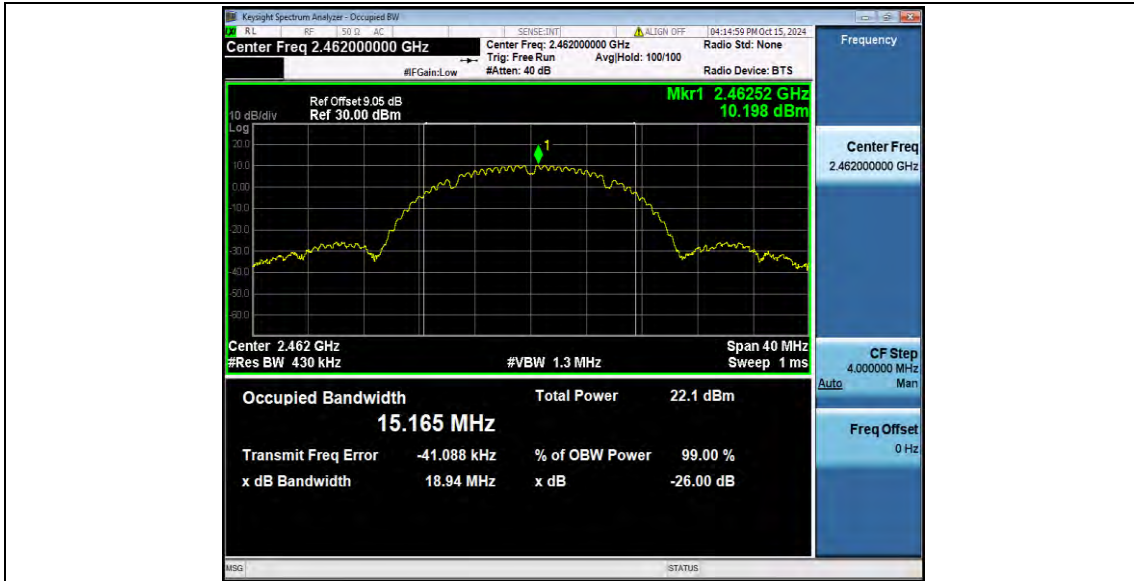 Keysight Spectrum Analyzer - Occupied BW
RL RF 50 Ω AC SENSE:INT ALIGN OFF 04:14:59 PM Oct 15, 2024
Center Freq 2.462000000 GHz
Center Freq: 2.462000000 GHz
Radio Std: None
Trig: Free Run Avg|Hold: 100/100
#IFGain:Low
#Atten: 40 dB
Radio Device: BTS
Frequency
Mkr1 2.46252 GHz
10.198 dBm
Ref Offset 9.05 dB
10 dB/div Ref 30.00 dBm
Log
20.0
10.0
0.00
-10.0
-20.0
-30.0
-40.0
-50.0
-60.0
1
Center 2.462 GHz
Span 40 MHz
#Res BW 430 kHz
#VBW 1.3 MHz
Sweep 1 ms
Center Freq
2.462000000 GHz
CF Step
4.000000 MHz
Auto Man
Freq Offset
0 Hz
Occupied Bandwidth
15.165 MHz
Total Power 22.1 dBm
Transmit Freq Error -41.088 kHz
% of OBW Power 99.00 %
x dB Bandwidth 18.94 MHz
x dB -26.00 dB
MSG
STATUS